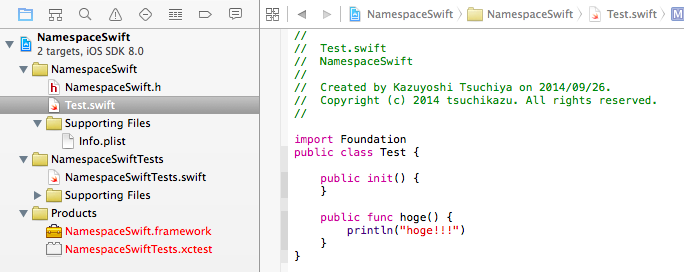 NamespaceSwift
2 targets, iOS SDK 8.0
NamespaceSwift
NamespaceSwift.h
Test.swift
Supporting Files
Info.plist
NamespaceSwiftTests
NamespaceSwiftTests.swift
Supporting Files
Products
NamespaceSwift.framework
NamespaceSwiftTests.xctest
NamespaceSwift NamespaceSwift Test.swift M
//
//  Test.swift
//  NamespaceSwift
//
//  Created by Kazuyoshi Tsuchiya on 2014/09/26.
//  Copyright (c) 2014 tsuchikazu. All rights reserved.
//
import Foundation
public class Test {
    public init() {
    }
    public func hoge() {
        println("hoge!!!")
    }
}